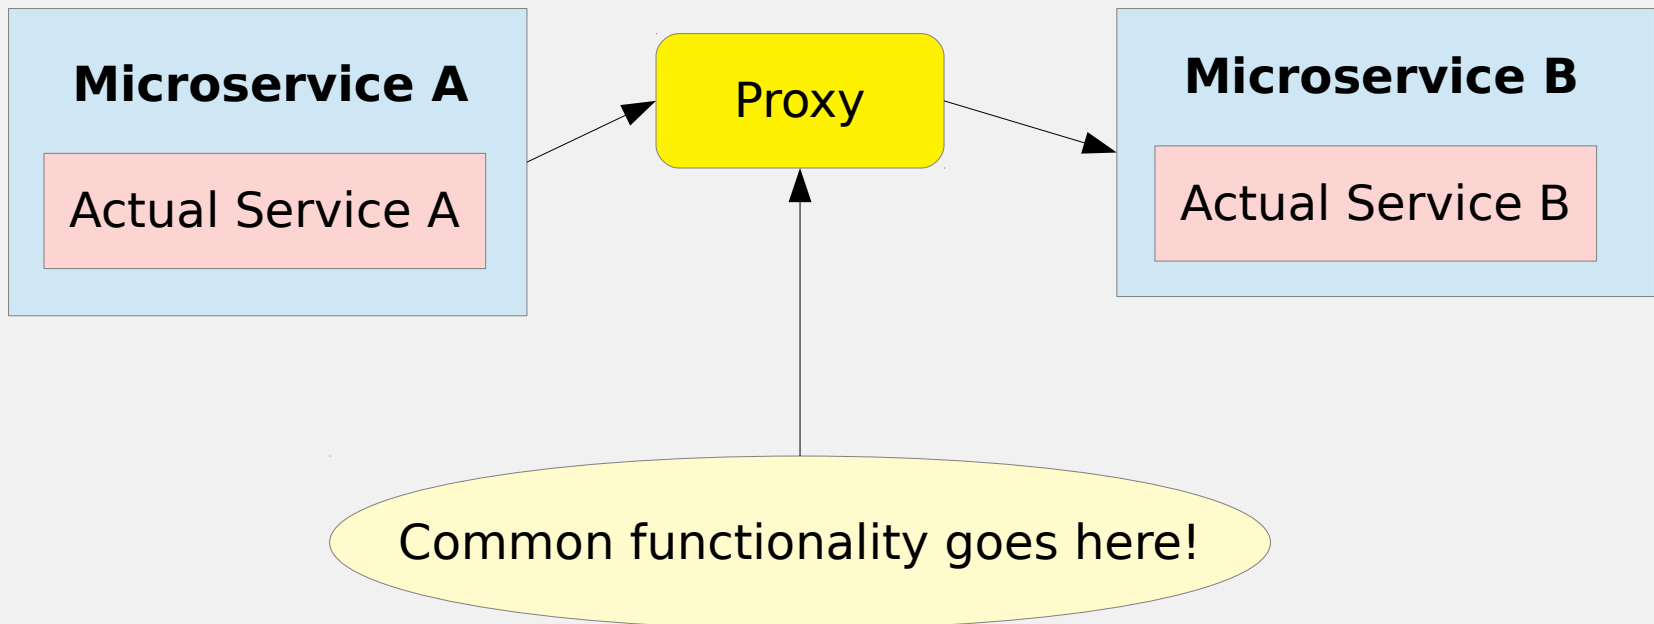 Microservice A
Actual Service A
Proxy
Microservice B
Actual Service B
Common functionality goes here!